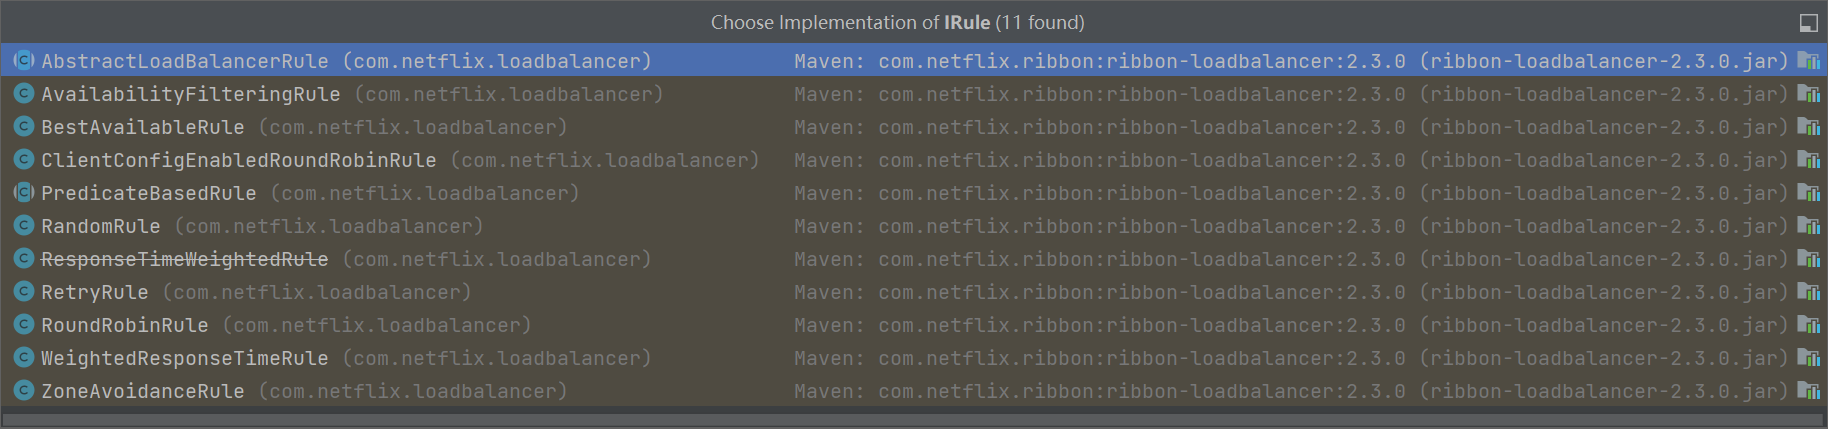 Choose Implementation of IRule (11 found)
AbstractLoadBalancerRule (com.netflix.loadbalancer) Maven: com.netflix.ribbon:ribbon-loadbalancer:2.3.0 (ribbon-loadbalancer-2.3.0.jar)
AvailabilityFilteringRule (com.netflix.loadbalancer) Maven: com.netflix.ribbon:ribbon-loadbalancer:2.3.0 (ribbon-loadbalancer-2.3.0.jar)
BestAvailableRule (com.netflix.loadbalancer) Maven: com.netflix.ribbon:ribbon-loadbalancer:2.3.0 (ribbon-loadbalancer-2.3.0.jar)
ClientConfigEnabledRoundRobinRule (com.netflix.loadbalancer) Maven: com.netflix.ribbon:ribbon-loadbalancer:2.3.0 (ribbon-loadbalancer-2.3.0.jar)
PredicateBasedRule (com.netflix.loadbalancer) Maven: com.netflix.ribbon:ribbon-loadbalancer:2.3.0 (ribbon-loadbalancer-2.3.0.jar)
RandomRule (com.netflix.loadbalancer) Maven: com.netflix.ribbon:ribbon-loadbalancer:2.3.0 (ribbon-loadbalancer-2.3.0.jar)
ResponseTimeWeightedRule (com.netflix.loadbalancer) Maven: com.netflix.ribbon:ribbon-loadbalancer:2.3.0 (ribbon-loadbalancer-2.3.0.jar)
RetryRule (com.netflix.loadbalancer) Maven: com.netflix.ribbon:ribbon-loadbalancer:2.3.0 (ribbon-loadbalancer-2.3.0.jar)
RoundRobinRule (com.netflix.loadbalancer) Maven: com.netflix.ribbon:ribbon-loadbalancer:2.3.0 (ribbon-loadbalancer-2.3.0.jar)
WeightedResponseTimeRule (com.netflix.loadbalancer) Maven: com.netflix.ribbon:ribbon-loadbalancer:2.3.0 (ribbon-loadbalancer-2.3.0.jar)
ZoneAvoidanceRule (com.netflix.loadbalancer) Maven: com.netflix.ribbon:ribbon-loadbalancer:2.3.0 (ribbon-loadbalancer-2.3.0.jar)